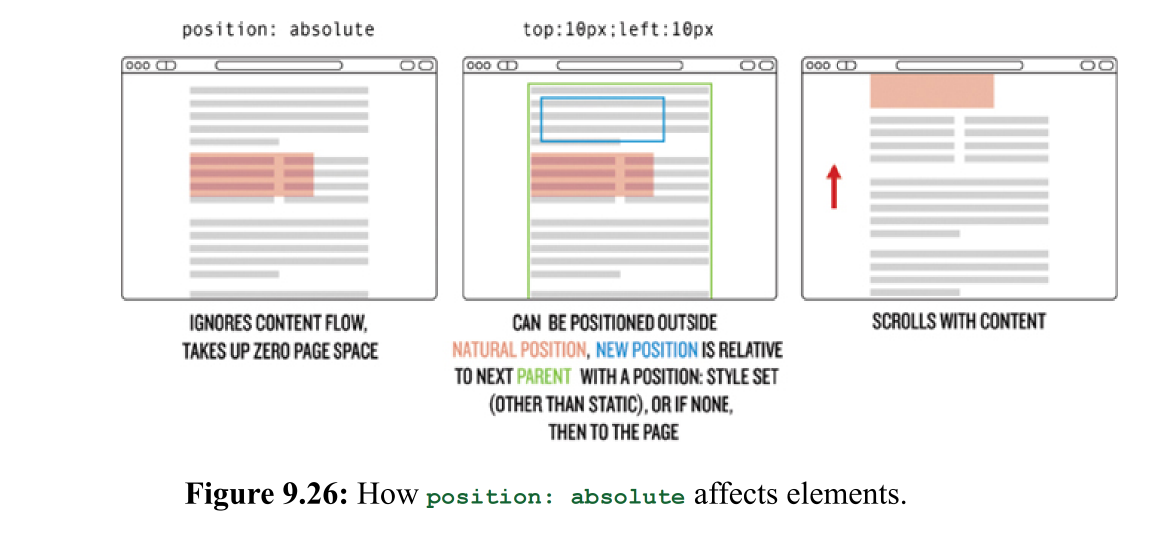 position: absolute
top:10px;left:10px
IGNORES CONTENT FLOW,
TAKES UP ZERO PAGE SPACE
CAN BE POSITIONED OUTSIDE
NATURAL POSITION, NEW POSITION IS RELATIVE
TO NEXT PARENT WITH A POSITION: STYLE SET
(OTHER THAN STATIC), OR IF NONE,
THEN TO THE PAGE
SCROLLS WITH CONTENT
Figure 9.26: How position: absolute affects elements.